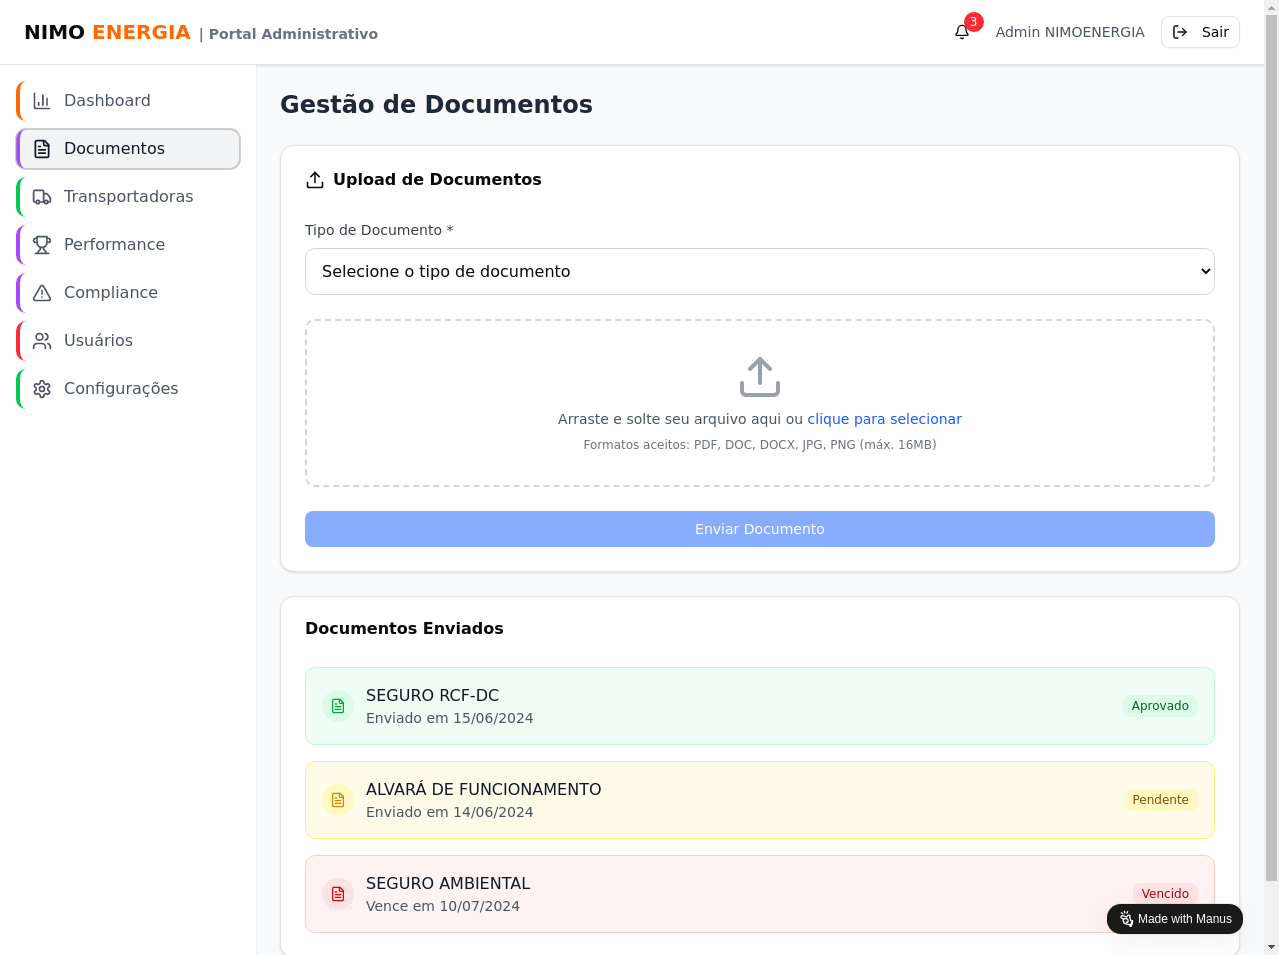 NIMO ENERGIA | Portal Administrativo
3
Admin NIMOENERGIA
Sair
Dashboard
Documentos
Transportadoras
Performance
Compliance
Usuários
Configurações
Gestão de Documentos
Upload de Documentos
Tipo de Documento *
Selecione o tipo de documento
Arraste e solte seu arquivo aqui ou clique para selecionar
Formatos aceitos: PDF, DOC, DOCX, JPG, PNG (máx. 16MB)
Enviar Documento
Documentos Enviados
SEGURO RCF-DC
Enviado em 15/06/2024
Aprovado
ALVARÁ DE FUNCIONAMENTO
Enviado em 14/06/2024
Pendente
SEGURO AMBIENTAL
Vence em 10/07/2024
Vencido
Made with Manus